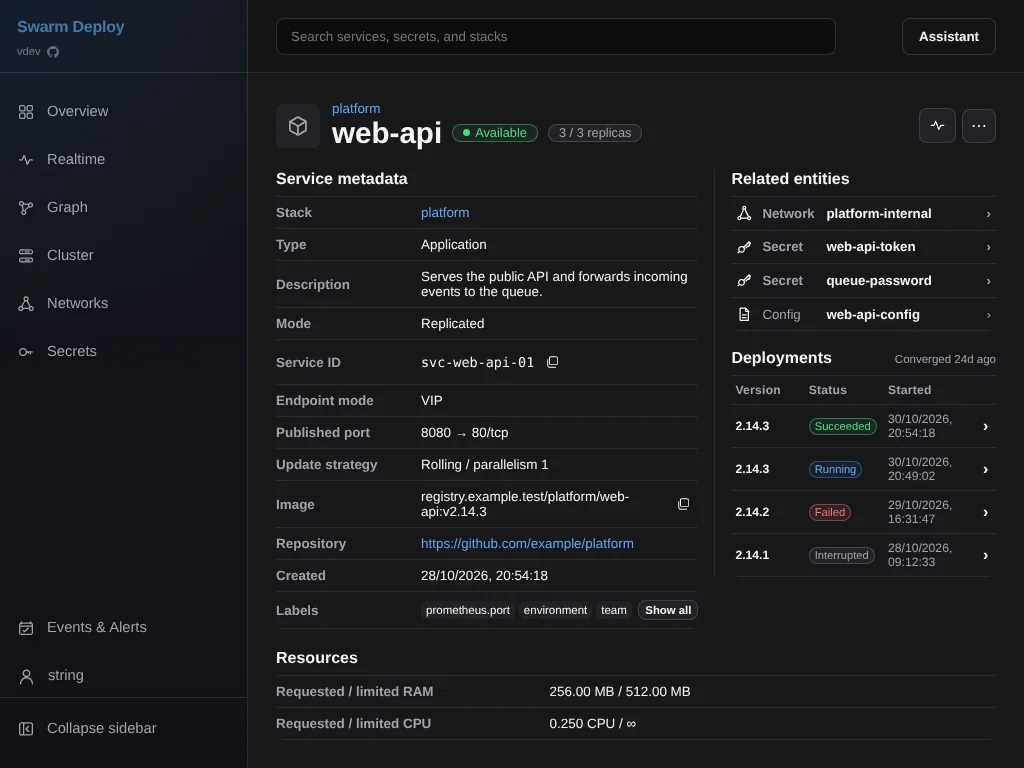 Swarm Deploy
vdev
Search services, secrets, and stacks
Assistant
Overview
Realtime
Graph
Cluster
Networks
Secrets
Events & Alerts
string
Collapse sidebar
platform
web-api
Available
3 / 3 replicas
Service metadata
Stack platform
Type Application
Description Serves the public API and forwards incoming
events to the queue.
Mode Replicated
Service ID svc-web-api-01
Endpoint mode VIP
Published port 8080 → 80/tcp
Update strategy Rolling / parallelism 1
Image registry.example.test/platform/web-
api:v2.14.3
Repository https://github.com/example/platform
Created 28/10/2026, 20:54:18
Labels prometheus.port environment team Show all
Related entities
Network platform-internal ›
Secret web-api-token ›
Secret queue-password ›
Config web-api-config ›
Deployments Converged 24d ago
Version Status Started
2.14.3 Succeeded 30/10/2026,
20:54:18 ›
2.14.3 Running 30/10/2026,
20:49:02 ›
2.14.2 Failed 29/10/2026,
16:31:47 ›
2.14.1 Interrupted 28/10/2026,
09:12:33 ›
Resources
Requested / limited RAM 256.00 MB / 512.00 MB
Requested / limited CPU 0.250 CPU / ∞